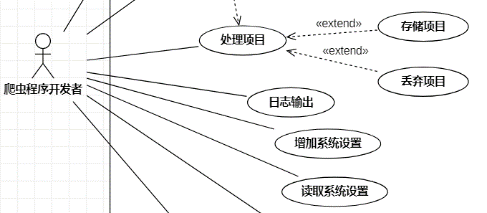 «extend»
存储项目
处理项目
«extend»
丢弃项目
爬虫程序开发者
日志输出
增加系统设置
读取系统设置